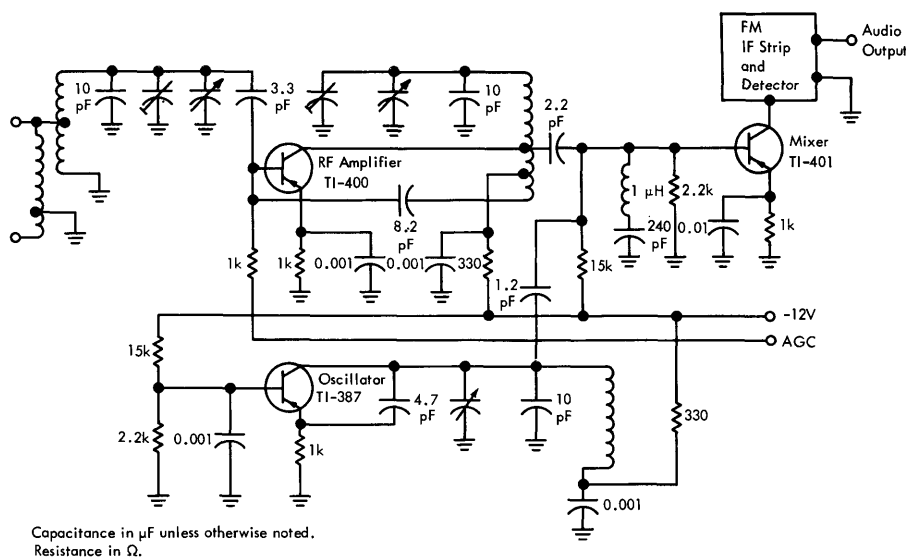 FM
IF Strip
and
Detector
Audio
Output
10
pF
3.3
pF
10
pF
2.2
pF
Mixer
TI-401
RF Amplifier
TI-400
8.2
pF
1 μH
2.2k
240
pF
0.01
1k
1k
1k
0.001
0.001
330
1.2
pF
15k
-12V
AGC
15k
Oscillator
TI-387
4.7
pF
10
pF
330
2.2k
0.001
1k
0.001
Capacitance in μF unless otherwise noted.
Resistance in Ω.